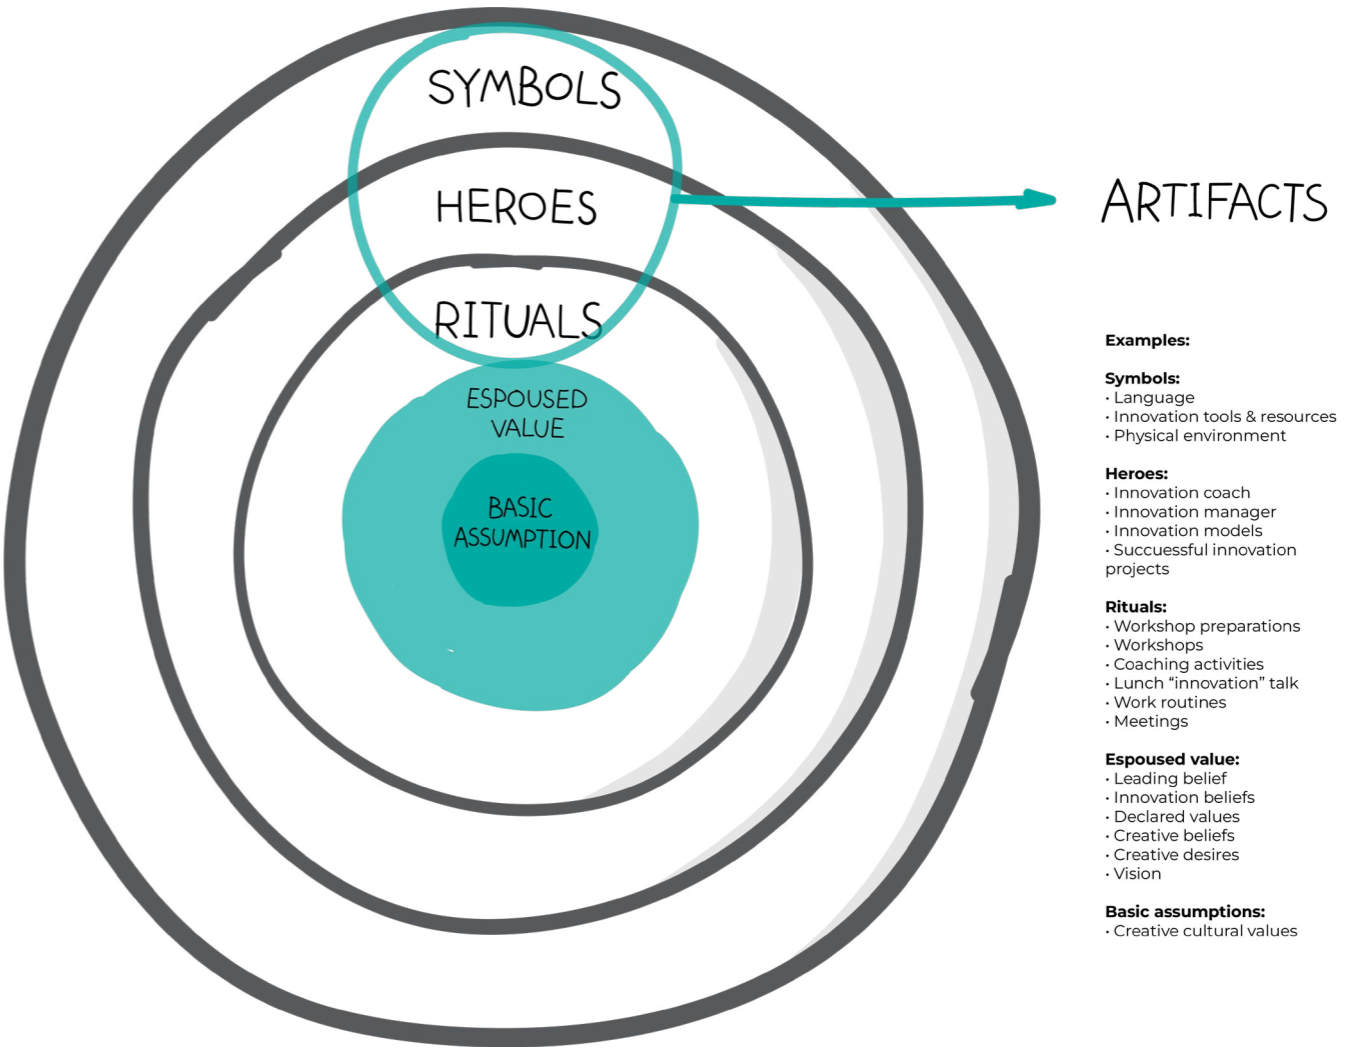 SYMBOLS
HEROES
RITUALS
ESPOUSED
VALUE
BASIC
ASSUMPTION
ARTIFACTS
Examples:
Symbols:
• Language
• Innovation tools & resources
• Physical environment
Heroes:
• Innovation coach
• Innovation manager
• Innovation models
• Succuessful innovation
projects
Rituals:
• Workshop preparations
• Workshops
• Coaching activities
• Lunch “innovation” talk
• Work routines
• Meetings
Espoused value:
• Leading belief
• Innovation beliefs
• Declared values
• Creative beliefs
• Creative desires
• Vision
Basic assumptions:
• Creative cultural values